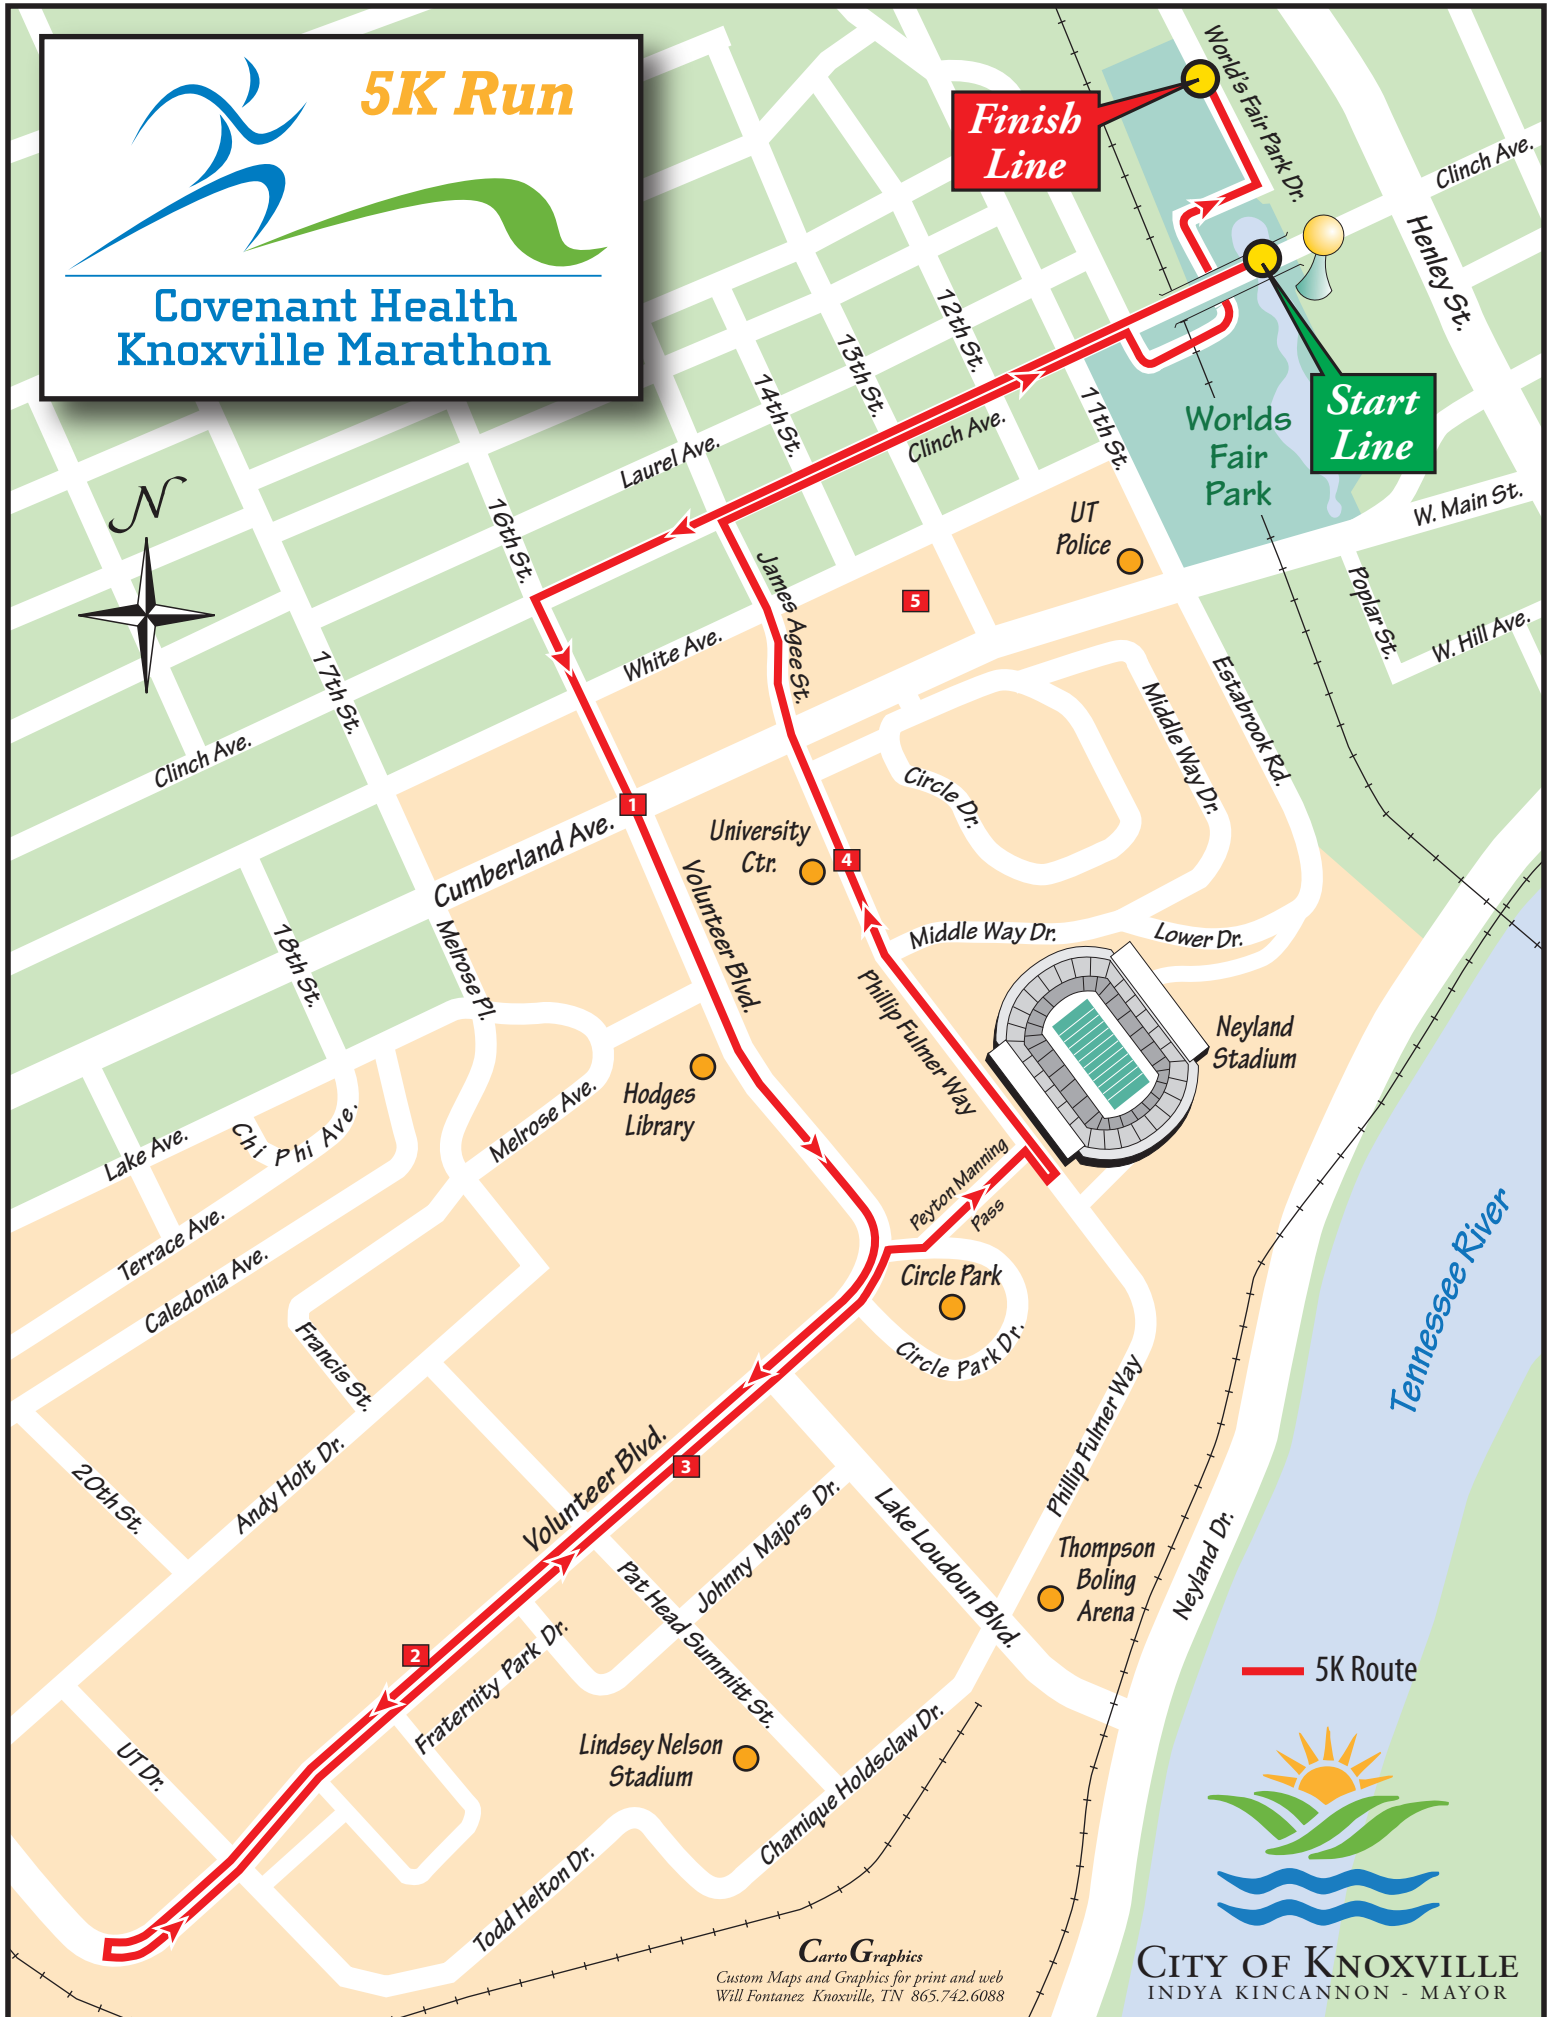 5K Run
Covenant Health
Knoxville Marathon
Finish
Line
World's Fair Park Dr.
Clinch Ave.
Henley St.
Start
Line
Worlds
Fair
Park
12th St.
13th St.
14th St.
11th St.
Clinch Ave.
Laurel Ave.
16th St.
N
UT
Police
W. Main St.
Poplar St.
W. Hill Ave.
James Agee St.
5
White Ave.
17th St.
Clinch Ave.
Estabrook Rd.
Middle Way Dr.
Circle Dr.
1
Cumberland Ave.
University
Ctr.
4
Volunteer Blvd.
Middle Way Dr.
Lower Dr.
18th St.
Melrose Pl.
Phillip Fulmer Way
Neyland
Stadium
Hodges
Library
Melrose Ave.
Chi Phi Ave.
Lake Ave.
Peyton Manning
Pass
Terrace Ave.
Caledonia Ave.
Circle Park
Circle Park Dr.
Tennessee River
Francis St.
Phillip Fulmer Way
20th St.
Andy Holt Dr.
Volunteer Blvd.
3
Johnny Majors Dr.
Lake Loudoun Blvd.
Thompson
Boling
Arena
Neyland Dr.
Pat Head Summitt St.
2
Fraternity Park Dr.
5K Route
UT Dr.
Lindsey Nelson
Stadium
Chamique Holdsclaw Dr.
Todd Helton Dr.
CartoGraphics
Custom Maps and Graphics for print and web
Will Fontanez Knoxville, TN 865.742.6088
City of Knoxville
INDYA KINCANNON - MAYOR